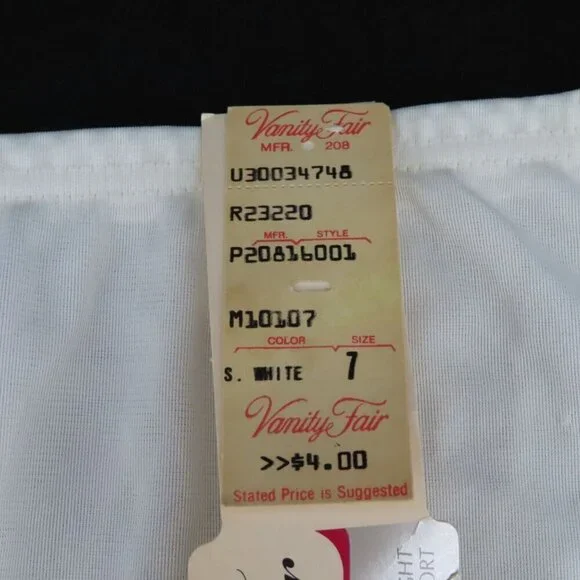 Vanity Fair
MFR. 208
U30034748
R23220
MFR. STYLE
P20816001
M10107
COLOR SIZE
S. WHITE 7
Vanity Fair
>>$4.00
Stated Price is Suggested